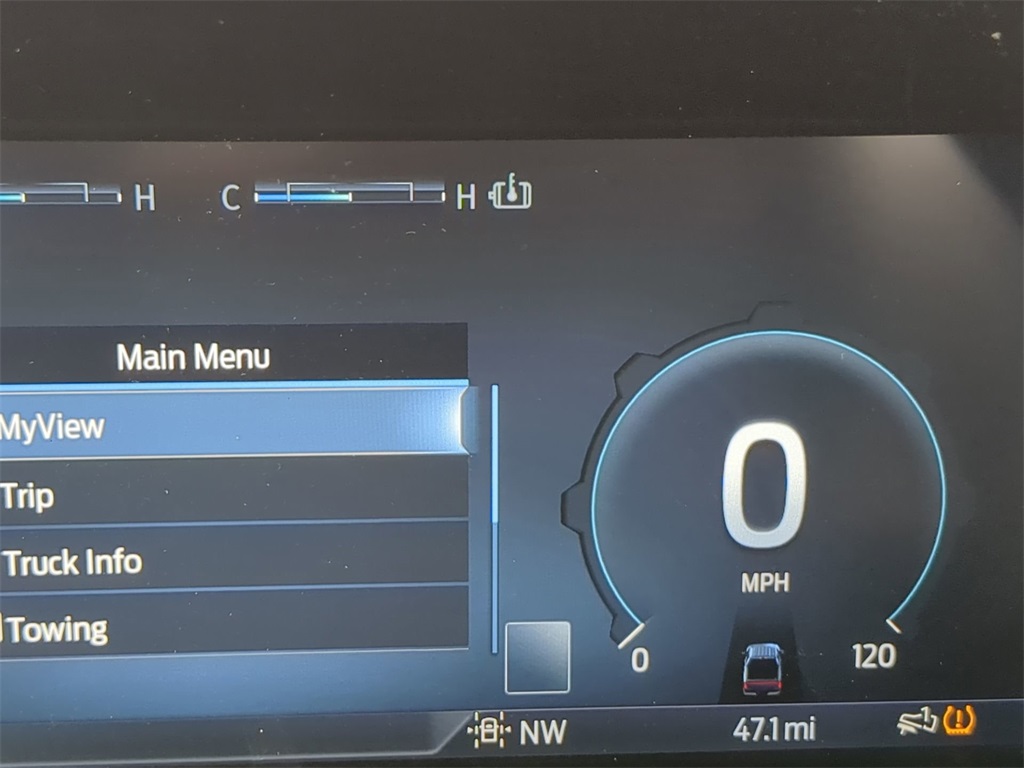 H C H
Main Menu
MyView
Trip
Truck Info
Towing
0
MPH
0 120
NW 47.1 mi